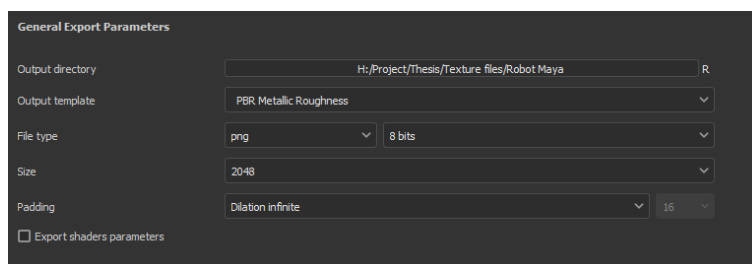 General Export Parameters
Output directory H:/Project/Thesis/Texture files/Robot Maya R
Output template PBR Metallic Roughness
File type png 8 bits
Size 2048
Padding Dilation infinite 16
Export shaders parameters